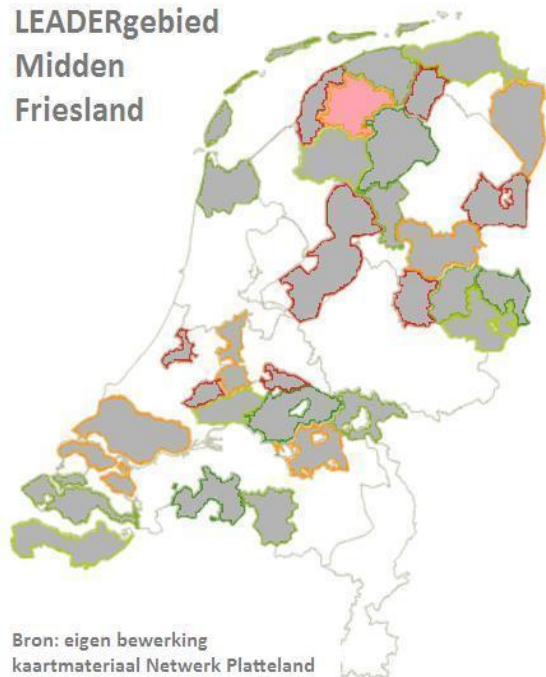 LEADERgebied
Midden
Friesland
Bron: eigen bewerking
kaartmateriaal Netwerk Platteland